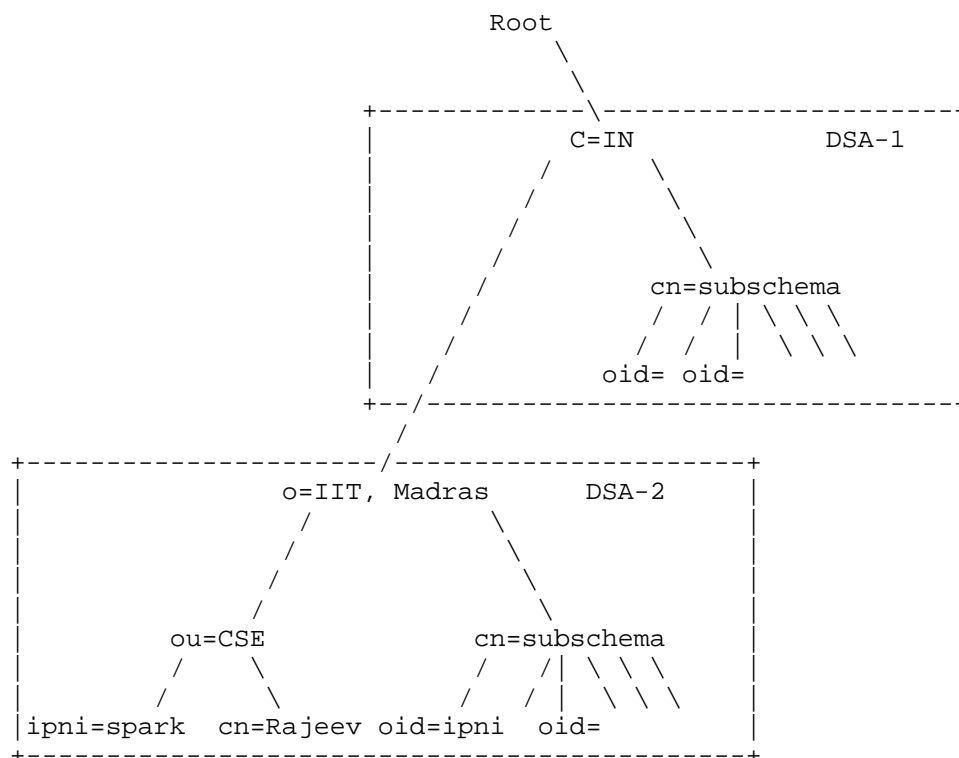 Root
C=IN DSA-1
cn=subschema
oid= oid=
o=IIT, Madras DSA-2
ou=CSE cn=subschema
ipni=spark cn=Rajeev oid=ipni oid=